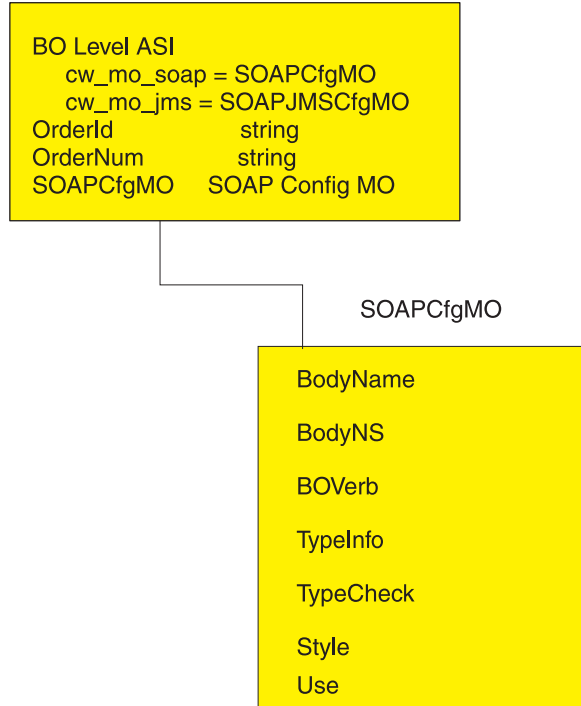 BO Level ASI
cw_mo_soap = SOAPCfgMO
cw_mo_jms = SOAPJMSCfgMO
OrderId string
OrderNum string
SOAPCfgMO SOAP Config MO
SOAPCfgMO
BodyName
BodyNS
BOVerb
TypeInfo
TypeCheck
Style
Use